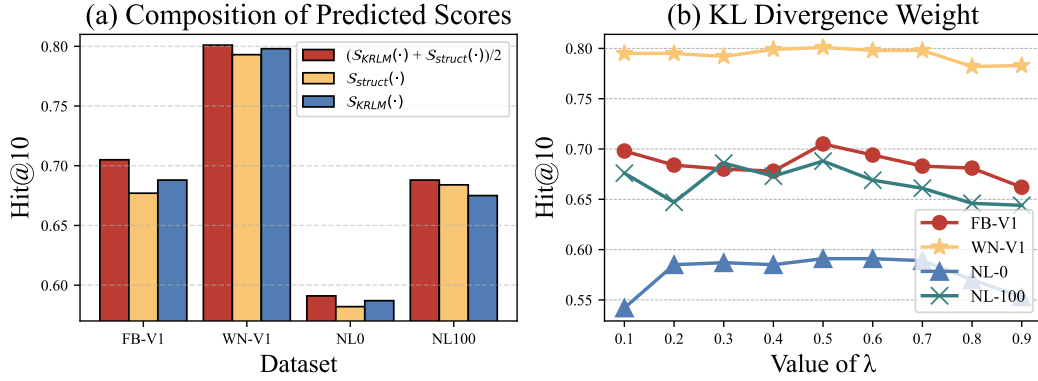 (a) Composition of Predicted Scores
Hit@10
0.80
0.75
0.70
0.65
0.60
(S_KRLM(·) + S_struct(·))/2
S_struct(·)
S_KRLM(·)
FB-V1
WN-V1
NL0
NL100
Dataset
(b) KL Divergence Weight
Hit@10
0.80
0.75
0.70
0.65
0.60
0.55
FB-V1
WN-V1
NL-0
NL-100
0.1 0.2 0.3 0.4 0.5 0.6 0.7 0.8 0.9
Value of λ